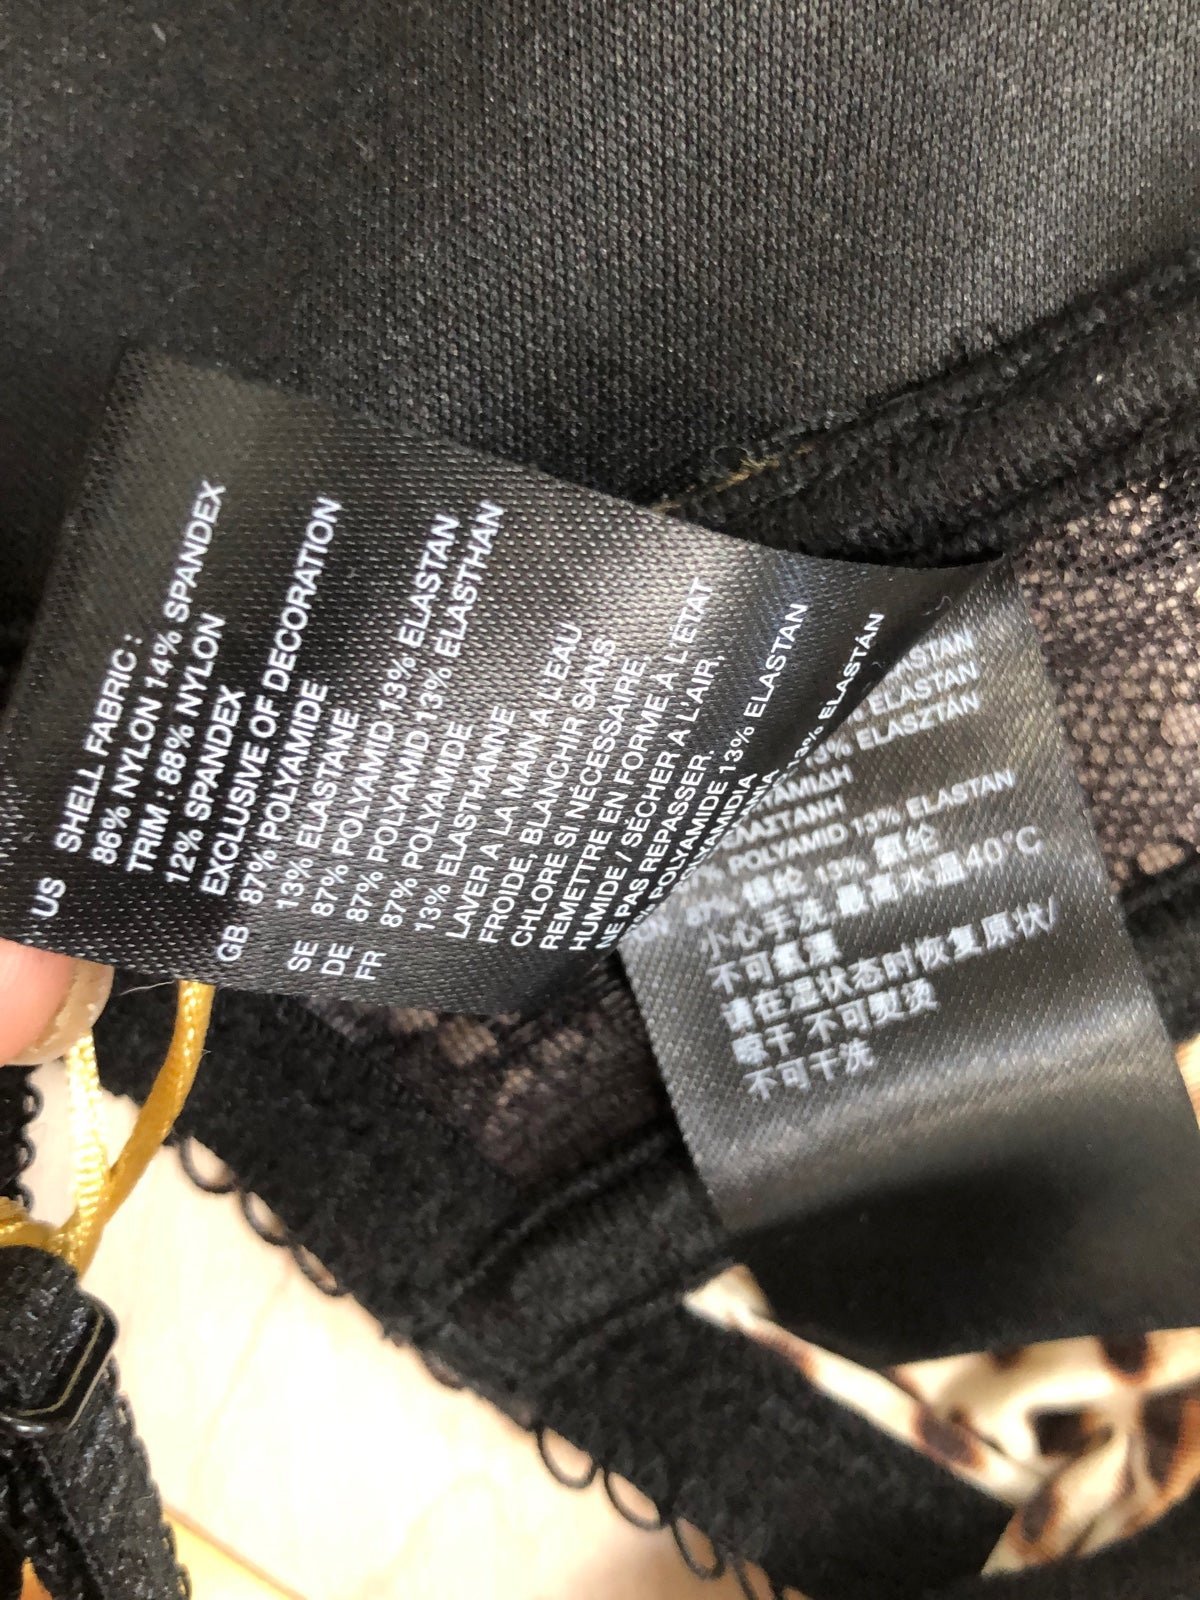 US SHELL FABRIC :
86% NYLON 14% SPANDEX
TRIM : 88% NYLON
12% SPANDEX
EXCLUSIVE OF DECORATION
GB 87% POLYAMIDE
13% ELASTANE
SE 87% POLYAMID 13% ELASTAN
DE 87% POLYAMID 13% ELASTHAN
FR 87% POLYAMIDE
13% ELASTHANNE
LAVER A LA MAIN A L'EAU
FROIDE, BLANCHIR SANS
CHLORE SI NECESSAIRE,
REMETTRE EN FORME A L'ETAT
HUMIDE / SECHER A L'AIR,
NE PAS REPASSER.
POLYAMIDE 13% ELASTAN
13% ELASTÁN
ELASTAN
13% ELASZTÁN
POLYAMID 13% ELASTAN
CN 87% 锦纶 13% 氨纶
小心手洗 最高水温40°C
不可氯漂
请在湿状态时恢复原状/
晾干 不可熨烫
不可干洗